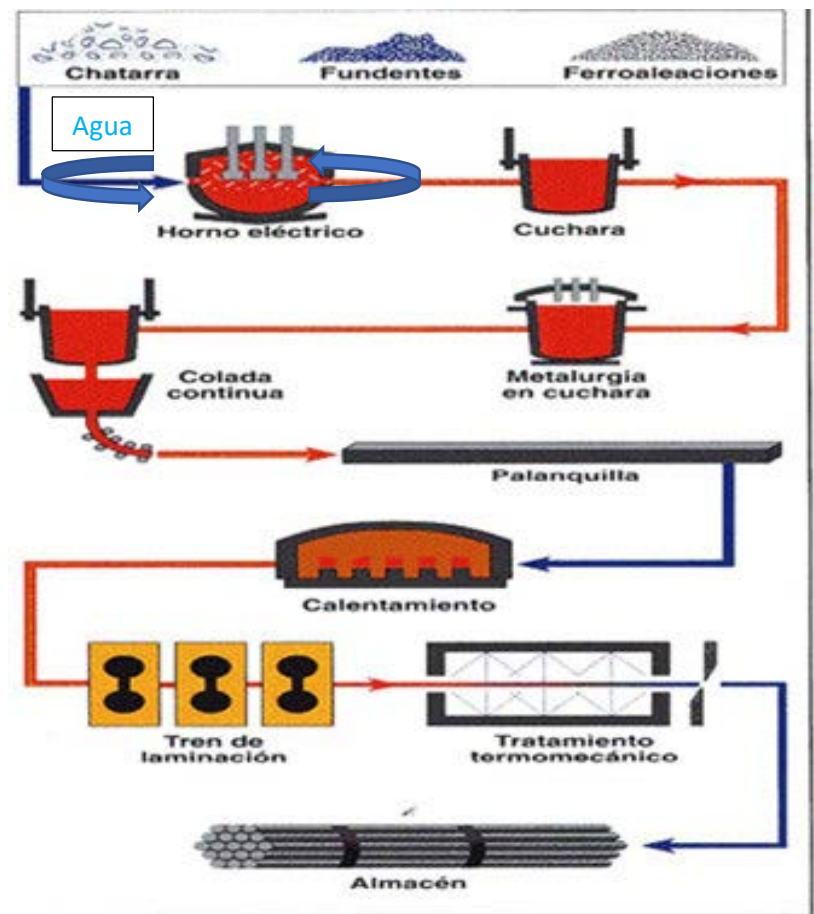 Chatarra
Fundentes
Ferroaleaciones
Agua
Horno eléctrico
Cuchara
Colada
continua
Metalurgia
en cuchara
Palanquilla
Calentamiento
Tren de
laminación
Tratamiento
termomecánico
Almacén